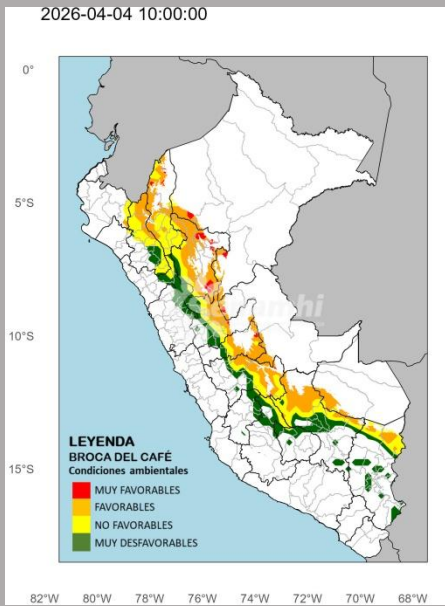 2026-04-04 10:00:00
0°
5°S
10°S
15°S
Senamhi
LEYENDA
BROCA DEL CAFÉ
Condiciones ambientales
MUY FAVORABLES
FAVORABLES
NO FAVORABLES
MUY DESFAVORABLES
82°W 80°W 78°W 76°W 74°W 72°W 70°W 68°W